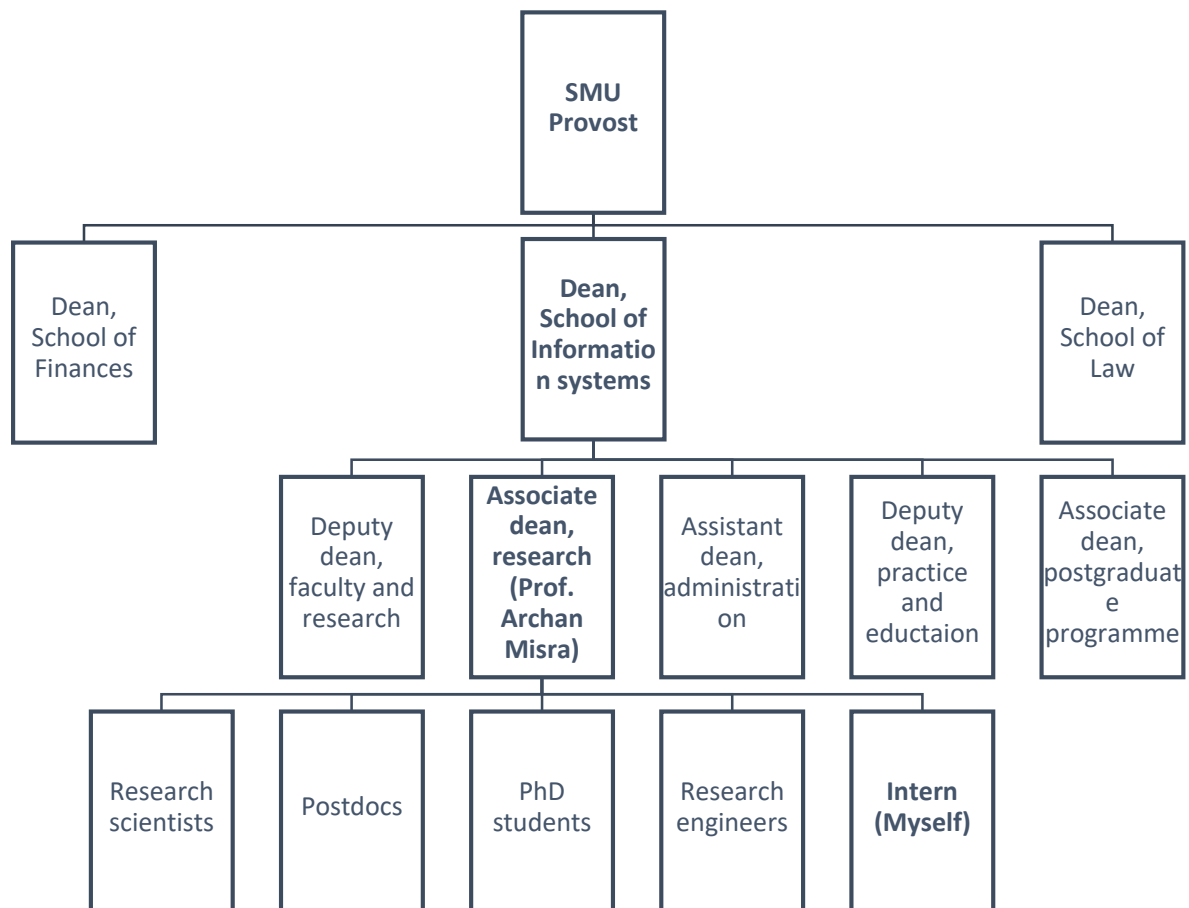 SMU
Provost
Dean,
School of
Finances
Dean,
School of
Informatio
n systems
Dean,
School of
Law
Deputy
dean,
faculty and
research
Associate
dean,
research
(Prof.
Archan
Misra)
Assistant
dean,
administrati
on
Deputy
dean,
practice
and
eductaion
Associate
dean,
postgraduat
e
programme
Research
scientists
Postdocs
PhD
students
Research
engineers
Intern
(Myself)